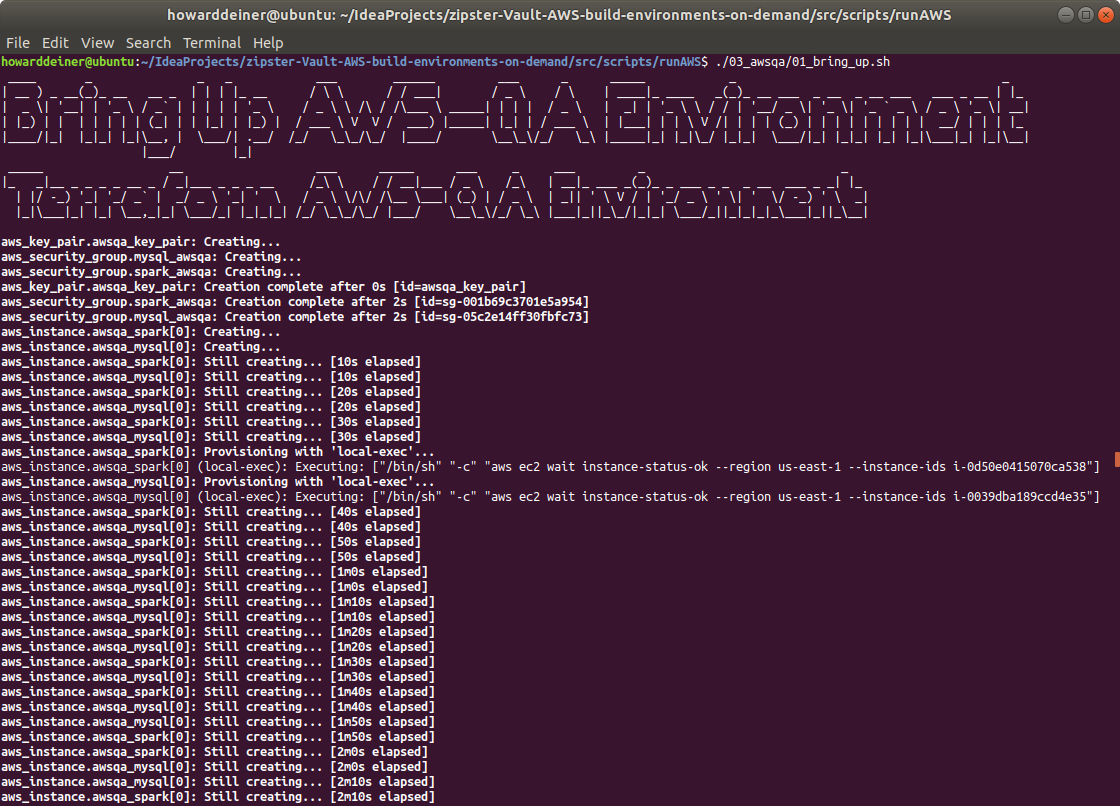 howarddeiner@ubuntu: ~/IdeaProjects/zipster-Vault-AWS-build-environments-on-demand/src/scripts/runAWS
File Edit View Search Terminal Help
howarddeiner@ubuntu:~/IdeaProjects/zipster-Vault-AWS-build-environments-on-demand/src/scripts/runAWS$ ./03_awsqa/01_bring_up.sh
Bring Up AWS-QA Environment
Terraform AWS-QA Environment
aws_key_pair.awsqa_key_pair: Creating...
aws_security_group.mysql_awsqa: Creating...
aws_security_group.spark_awsqa: Creating...
aws_key_pair.awsqa_key_pair: Creation complete after 0s [id=awsqa_key_pair]
aws_security_group.spark_awsqa: Creation complete after 2s [id=sg-001b69c3701e5a954]
aws_security_group.mysql_awsqa: Creation complete after 2s [id=sg-05c2e14ff30fbfc73]
aws_instance.awsqa_spark[0]: Creating...
aws_instance.awsqa_mysql[0]: Creating...
aws_instance.awsqa_spark[0]: Still creating... [10s elapsed]
aws_instance.awsqa_mysql[0]: Still creating... [10s elapsed]
aws_instance.awsqa_spark[0]: Still creating... [20s elapsed]
aws_instance.awsqa_mysql[0]: Still creating... [20s elapsed]
aws_instance.awsqa_spark[0]: Still creating... [30s elapsed]
aws_instance.awsqa_mysql[0]: Still creating... [30s elapsed]
aws_instance.awsqa_spark[0]: Provisioning with 'local-exec'...
aws_instance.awsqa_spark[0] (local-exec): Executing: ["/bin/sh" "-c" "aws ec2 wait instance-status-ok --region us-east-1 --instance-ids i-0d50e0415070ca538"]
aws_instance.awsqa_mysql[0]: Provisioning with 'local-exec'...
aws_instance.awsqa_mysql[0] (local-exec): Executing: ["/bin/sh" "-c" "aws ec2 wait instance-status-ok --region us-east-1 --instance-ids i-0039dba189ccd4e35"]
aws_instance.awsqa_spark[0]: Still creating... [40s elapsed]
aws_instance.awsqa_mysql[0]: Still creating... [40s elapsed]
aws_instance.awsqa_spark[0]: Still creating... [50s elapsed]
aws_instance.awsqa_mysql[0]: Still creating... [50s elapsed]
aws_instance.awsqa_spark[0]: Still creating... [1m0s elapsed]
aws_instance.awsqa_mysql[0]: Still creating... [1m0s elapsed]
aws_instance.awsqa_spark[0]: Still creating... [1m10s elapsed]
aws_instance.awsqa_mysql[0]: Still creating... [1m10s elapsed]
aws_instance.awsqa_spark[0]: Still creating... [1m20s elapsed]
aws_instance.awsqa_mysql[0]: Still creating... [1m20s elapsed]
aws_instance.awsqa_spark[0]: Still creating... [1m30s elapsed]
aws_instance.awsqa_mysql[0]: Still creating... [1m30s elapsed]
aws_instance.awsqa_spark[0]: Still creating... [1m40s elapsed]
aws_instance.awsqa_mysql[0]: Still creating... [1m40s elapsed]
aws_instance.awsqa_mysql[0]: Still creating... [1m50s elapsed]
aws_instance.awsqa_spark[0]: Still creating... [1m50s elapsed]
aws_instance.awsqa_spark[0]: Still creating... [2m0s elapsed]
aws_instance.awsqa_mysql[0]: Still creating... [2m0s elapsed]
aws_instance.awsqa_mysql[0]: Still creating... [2m10s elapsed]
aws_instance.awsqa_spark[0]: Still creating... [2m10s elapsed]